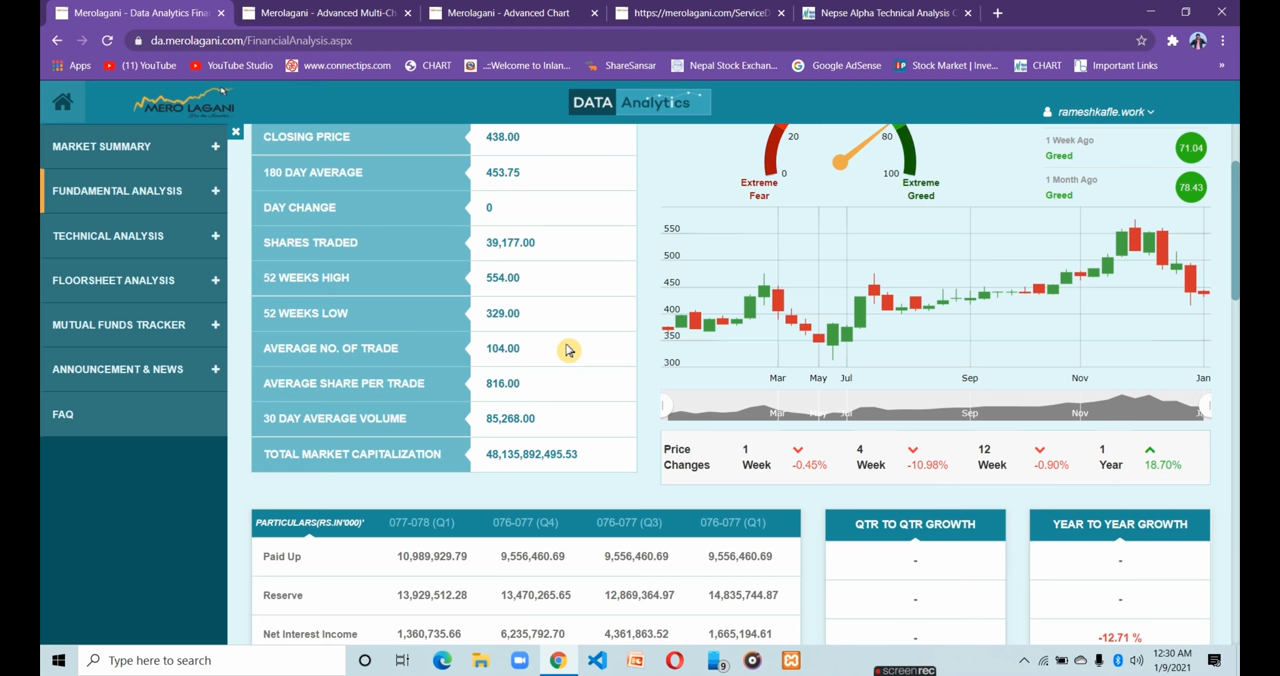 Merolagani - Data Analytics Finan
Merolagani - Advanced Multi-Ch
Merolagani - Advanced Chart
https://merolagani.com/ServiceD
Nepse Alpha Technical Analysis C
da.merolagani.com/FinancialAnalysis.aspx
Apps
(11) YouTube
YouTube Studio
www.connectips.com
CHART
..::Welcome to Inlan...
ShareSansar
Nepal Stock Exchan...
Google AdSense
Stock Market | Inve...
CHART
Important Links
MERO LAGANI
DATA Analytics
rameshkafle.work
MARKET SUMMARY
FUNDAMENTAL ANALYSIS
TECHNICAL ANALYSIS
FLOORSHEET ANALYSIS
MUTUAL FUNDS TRACKER
ANNOUNCEMENT & NEWS
FAQ
CLOSING PRICE 438.00
180 DAY AVERAGE 453.75
DAY CHANGE 0
SHARES TRADED 39,177.00
52 WEEKS HIGH 554.00
52 WEEKS LOW 329.00
AVERAGE NO. OF TRADE 104.00
AVERAGE SHARE PER TRADE 816.00
30 DAY AVERAGE VOLUME 85,268.00
TOTAL MARKET CAPITALIZATION 48,135,892,495.53
20 80
0 100
Extreme Fear
Extreme Greed
1 Week Ago
Greed
71.04
1 Month Ago
Greed
78.43
550
500
450
400
350
300
Mar May Jul Sep Nov Jan
Mar May Jul Sep Nov
Price Changes
1 Week -0.45%
4 Week -10.98%
12 Week -0.90%
1 Year 18.70%
PARTICULARS(RS.IN'000)' 077-078 (Q1) 076-077 (Q4) 076-077 (Q3) 076-077 (Q1)
Paid Up 10,989,929.79 9,556,460.69 9,556,460.69 9,556,460.69
Reserve 13,929,512.28 13,470,265.65 12,869,364.97 14,835,744.87
Net Interest Income 1,360,735.66 6,235,792.70 4,361,863.52 1,665,194.61
QTR TO QTR GROWTH
-
-
-
YEAR TO YEAR GROWTH
-
-
-12.71 %
Type here to search
9
12:30 AM
1/9/2021
screenrec